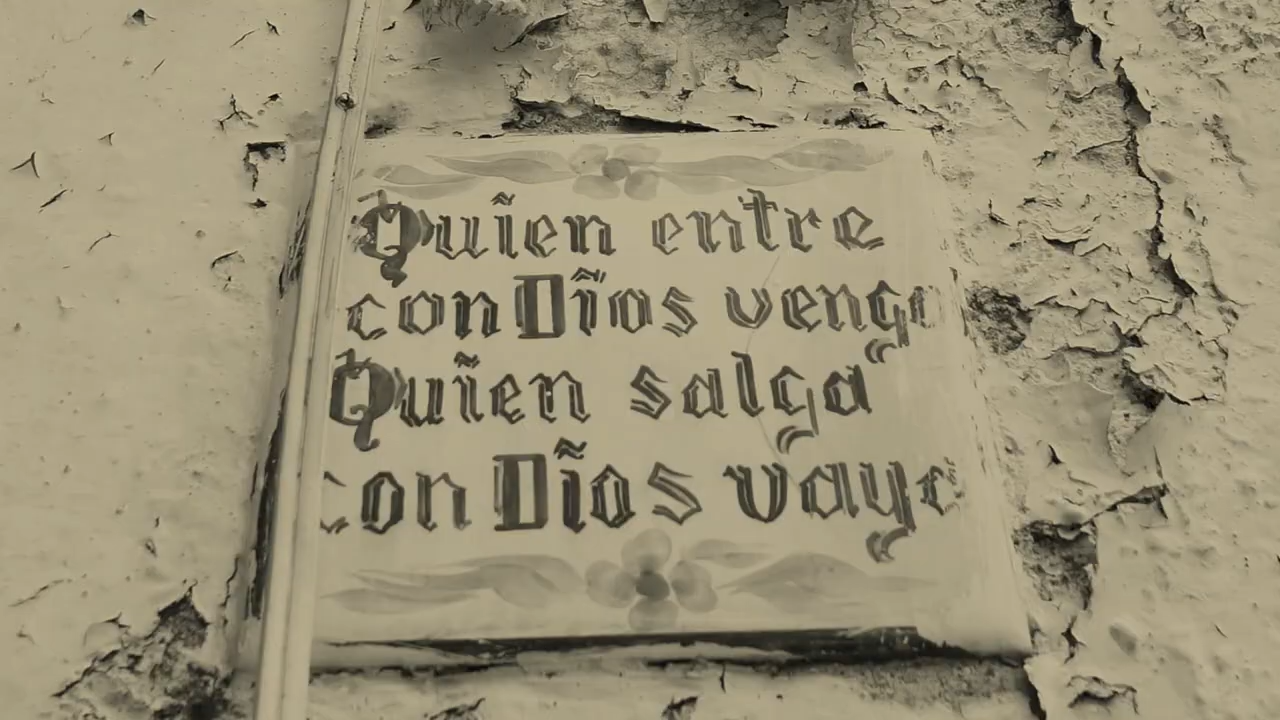 Quien entre
con Dios venga
Quien salga
con Dios vaya